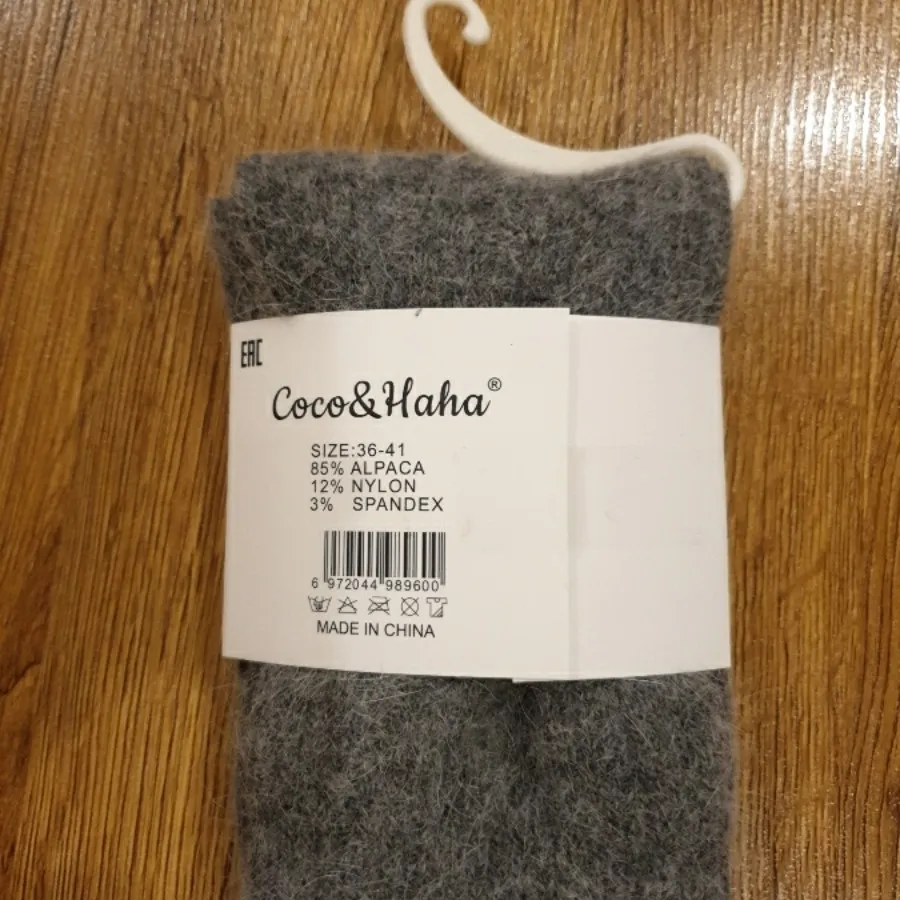 EAC
Coco&Haha®
SIZE:36-41
85% ALPACA
12% NYLON
3% SPANDEX
6 972044 989600
MADE IN CHINA